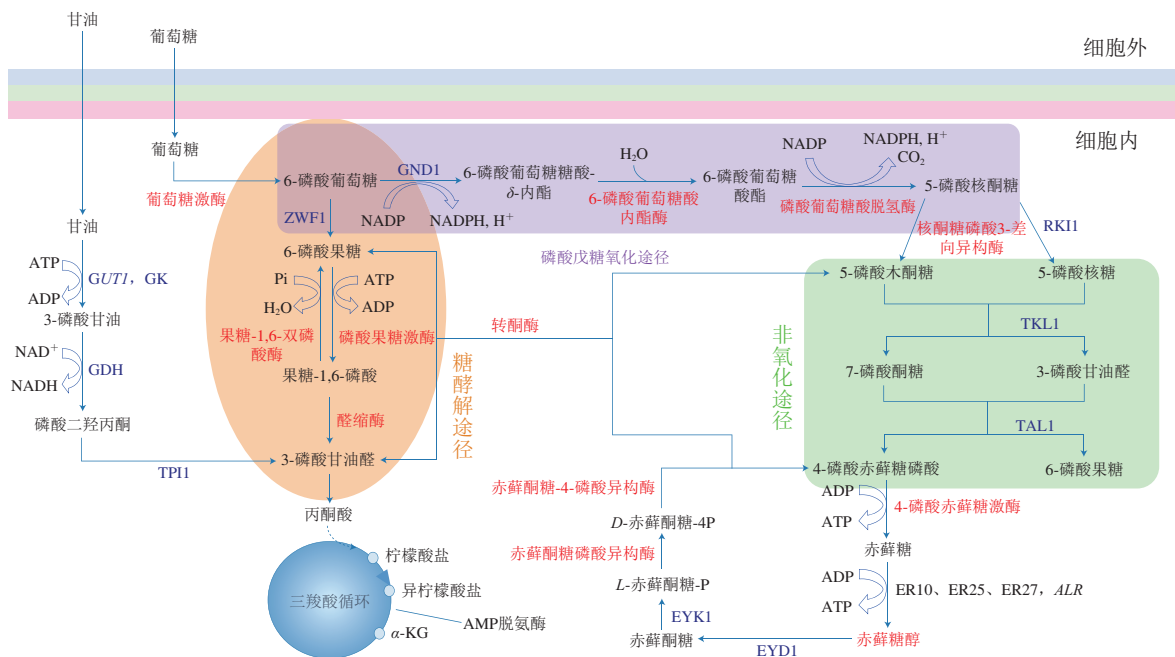 甘油
葡萄糖
细胞外
细胞内
葡萄糖
葡萄糖激酶
甘油
ATP
ADP
GUT1，GK
3-磷酸甘油
NAD⁺
NADH
GDH
磷酸二羟丙酮
TPI1
6-磷酸葡萄糖
GND1
NADP
NADPH, H⁺
6-磷酸葡萄糖糖酸-
δ-内酯
H₂O
6-磷酸葡萄糖酸
内酯酶
6-磷酸葡萄糖
酸酯
NADP
NADPH, H⁺
CO₂
磷酸葡萄糖酸脱氢酶
5-磷酸核酮糖
磷酸戊糖氧化途径
核酮糖磷酸3-差
向异构酶
RKI1
ZWF1
6-磷酸果糖
Pi
H₂O
ATP
ADP
果糖-1,6-双磷
酸酶
磷酸果糖激酶
果糖-1,6-磷酸
醛缩酶
3-磷酸甘油醛
糖酵解途径
转酮酶
丙酮酸
柠檬酸盐
异柠檬酸盐
三羧酸循环
α-KG
AMP脱氨酶
非氧化途径
5-磷酸木酮糖
5-磷酸核糖
TKL1
7-磷酸酮糖
3-磷酸甘油醛
TAL1
4-磷酸赤藓糖磷酸
6-磷酸果糖
ADP
ATP
4-磷酸赤藓糖激酶
赤藓糖
ADP
ATP
ER10、ER25、ER27，ALR
赤藓糖醇
EYD1
赤藓酮糖
EYK1
L-赤藓酮糖-P
赤藓酮糖磷酸异构酶
D-赤藓酮糖-4P
赤藓酮糖-4-磷酸异构酶